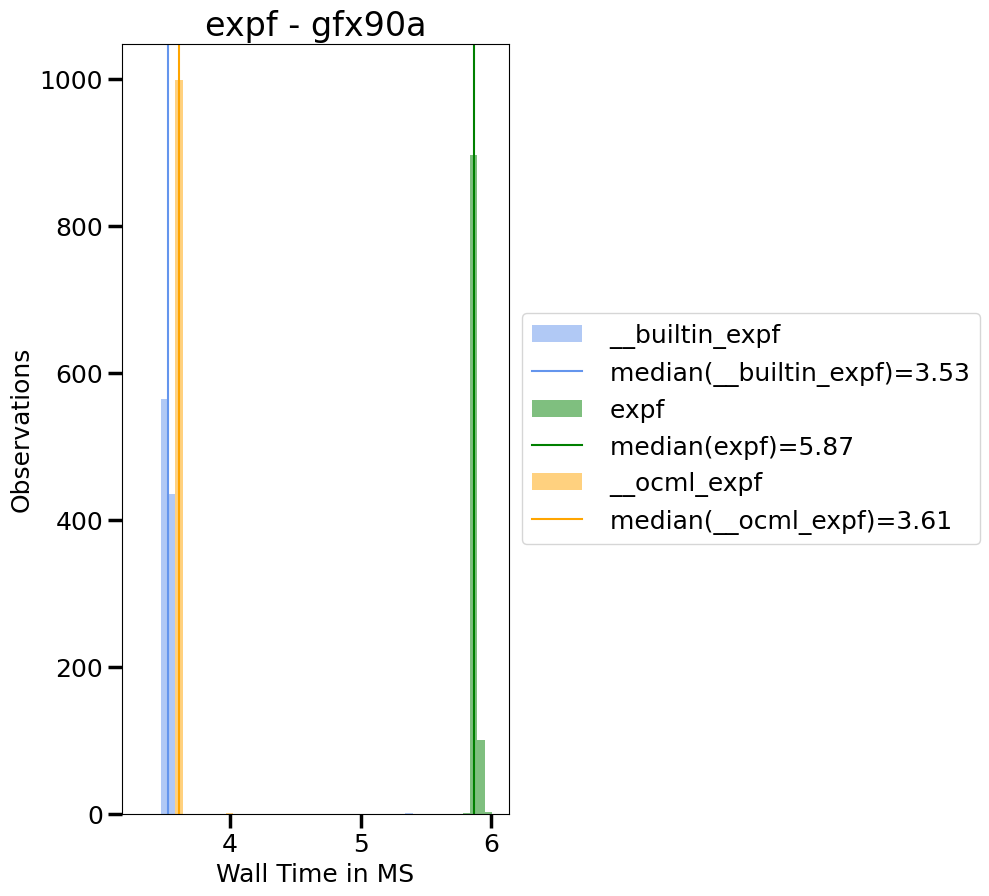 expf - gfx90a
1000
800
600
400
200
0
Observations
4 5 6
Wall Time in MS
__builtin_expf
median(__builtin_expf)=3.53
expf
median(expf)=5.87
__ocml_expf
median(__ocml_expf)=3.61